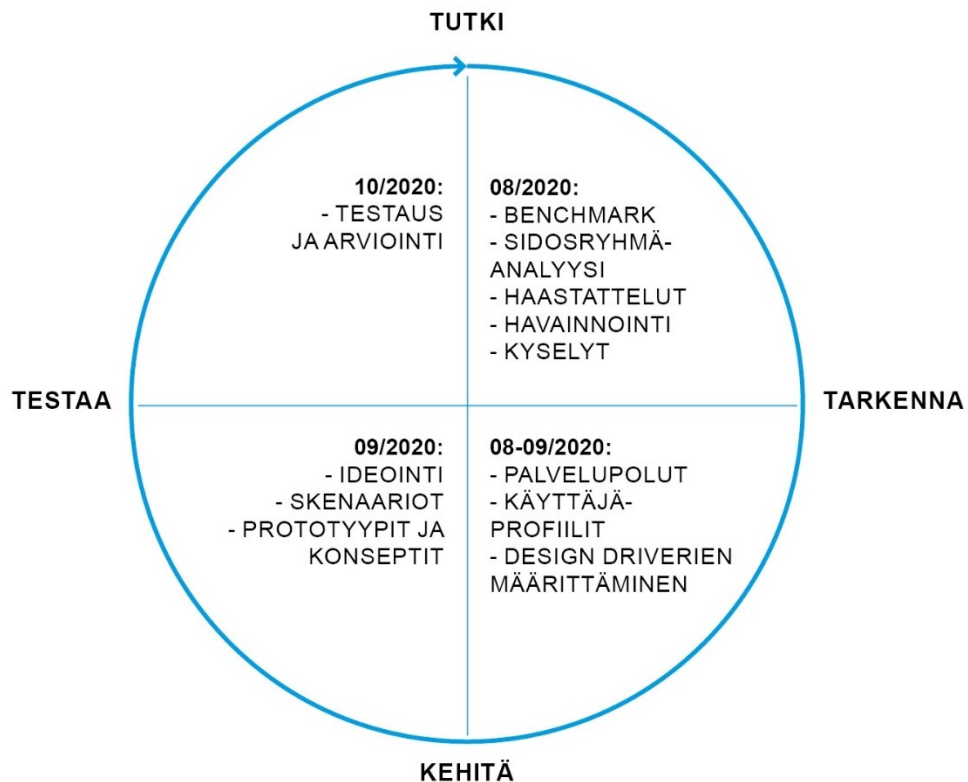 TUTKI
10/2020:
- TESTAUS
JA ARVIOINTI
08/2020:
- BENCHMARK
- SIDOSRYHMÄ-
ANALYYSI
- HAASTATTELUT
- HAVAINNOINTI
- KYSELYT
TESTAA
TARKENNA
09/2020:
- IDEOINTI
- SKENAARIOT
- PROTOTYYPIT JA
KONSEPTIT
08-09/2020:
- PALVELUPOLUT
- KÄYTTÄJÄ-
PROFIILIT
- DESIGN DRIVERIEN
MÄÄRITTÄMINEN
KEHITÄ